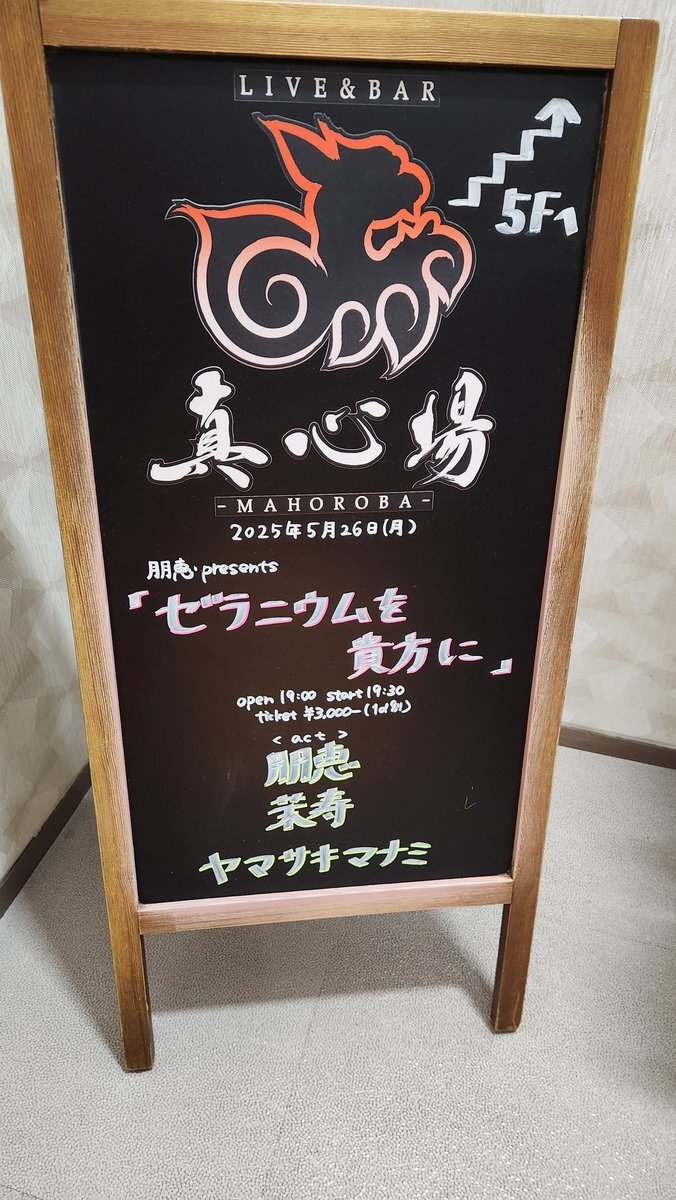 LIVE&BAR
5F^
真心場
-MAHOROBA-
2025年5月26日(月)
朋恵 presents
「ゼラニウムを
貴方に」
open 19:00 start 19:30
ticket ¥3,000-(1d別)
<act>
朋恵
栄寿
ヤマサキマナミ